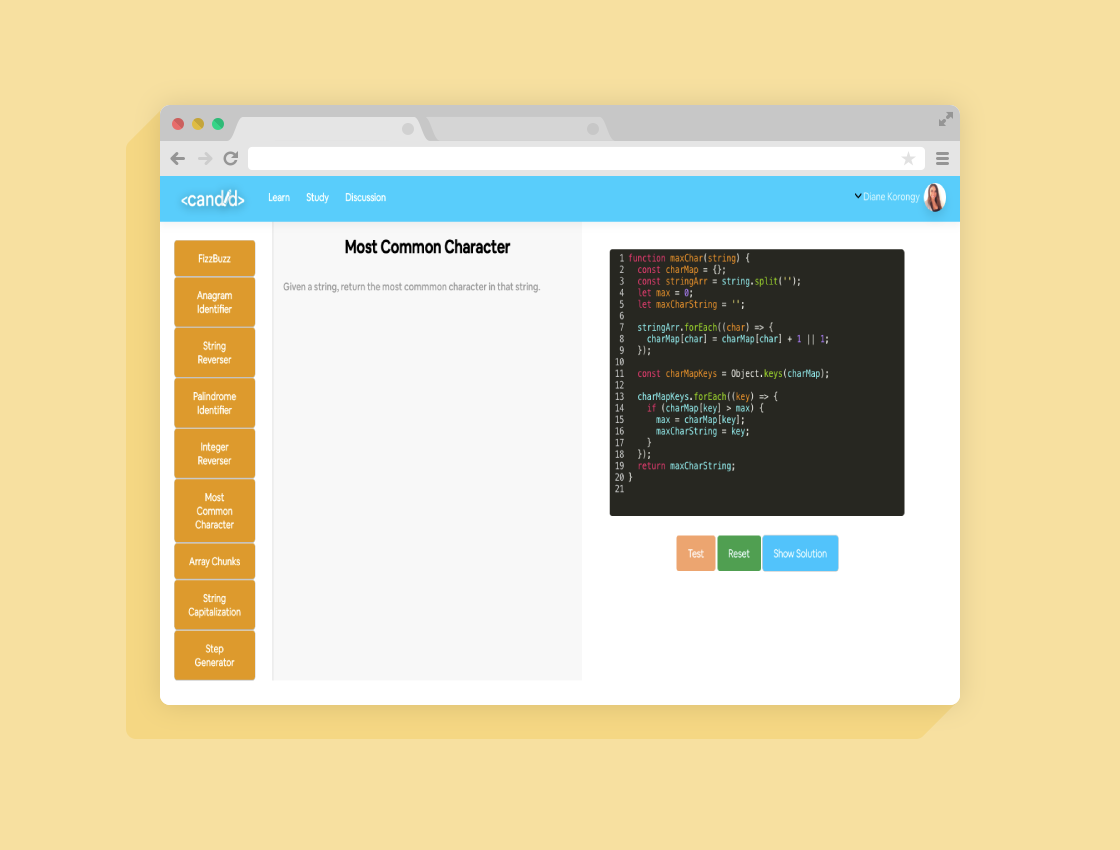 <cand/d>
Learn
Study
Discussion
Diane Korongy
FizzBuzz
Anagram
Identifier
String
Reverser
Palindrome
Identifier
Integer
Reverser
Most
Common
Character
Array Chunks
String
Capitalization
Step
Generator
Most Common Character
Given a string, return the most commmon character in that string.
1 function maxChar(string) {
2   const charMap = {};
3   const stringArr = string.split('');
4   let max = 0;
5   let maxCharString = '';
6
7   stringArr.forEach((char) => {
8     charMap[char] = charMap[char] + 1 || 1;
9   });
10
11   const charMapKeys = Object.keys(charMap);
12
13   charMapKeys.forEach((key) => {
14     if (charMap[key] > max) {
15       max = charMap[key];
16       maxCharString = key;
17     }
18   });
19   return maxCharString;
20 }
21
Test
Reset
Show Solution